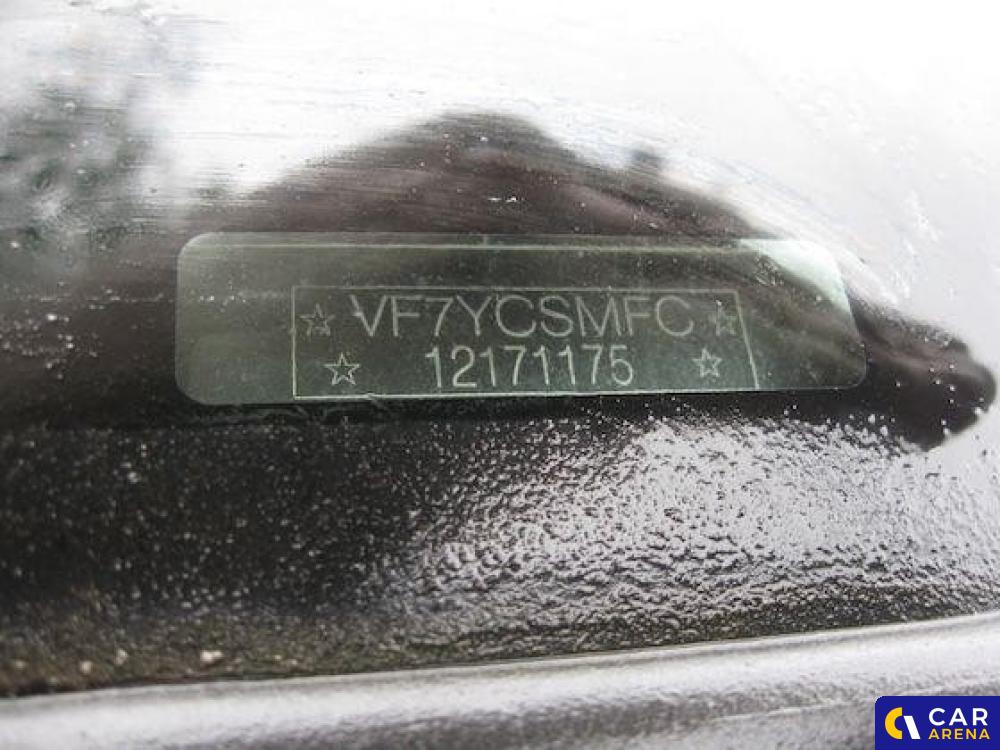 ☆ VF7YCSMFC ☆
☆ 12171175 ☆
CAR
ARENA